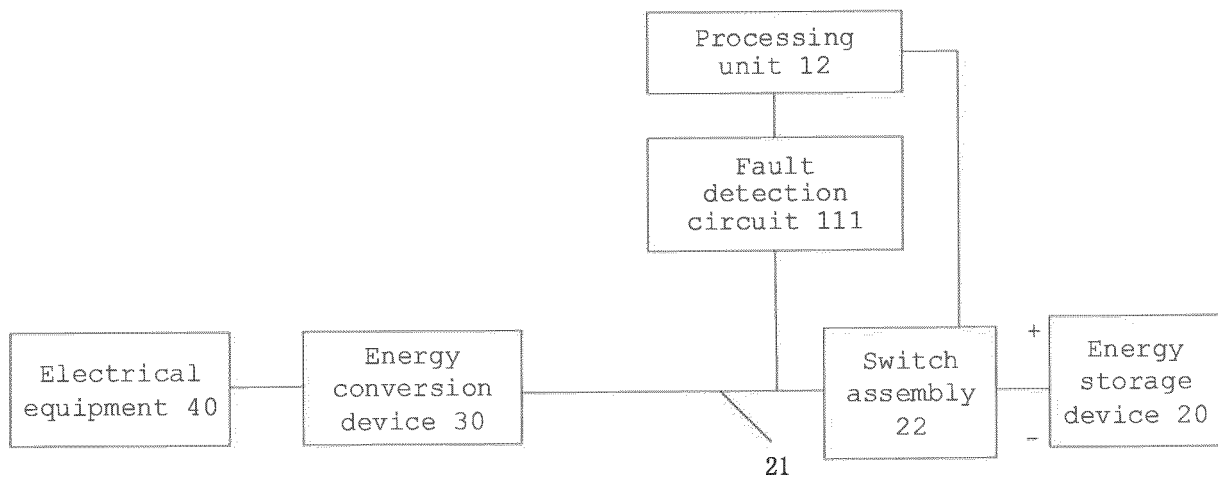 Processing
unit 12
Fault
detection
circuit 111
Electrical
equipment 40
Energy
conversion
device 30
Switch
assembly
22
+
-
Energy
storage
device 20
21